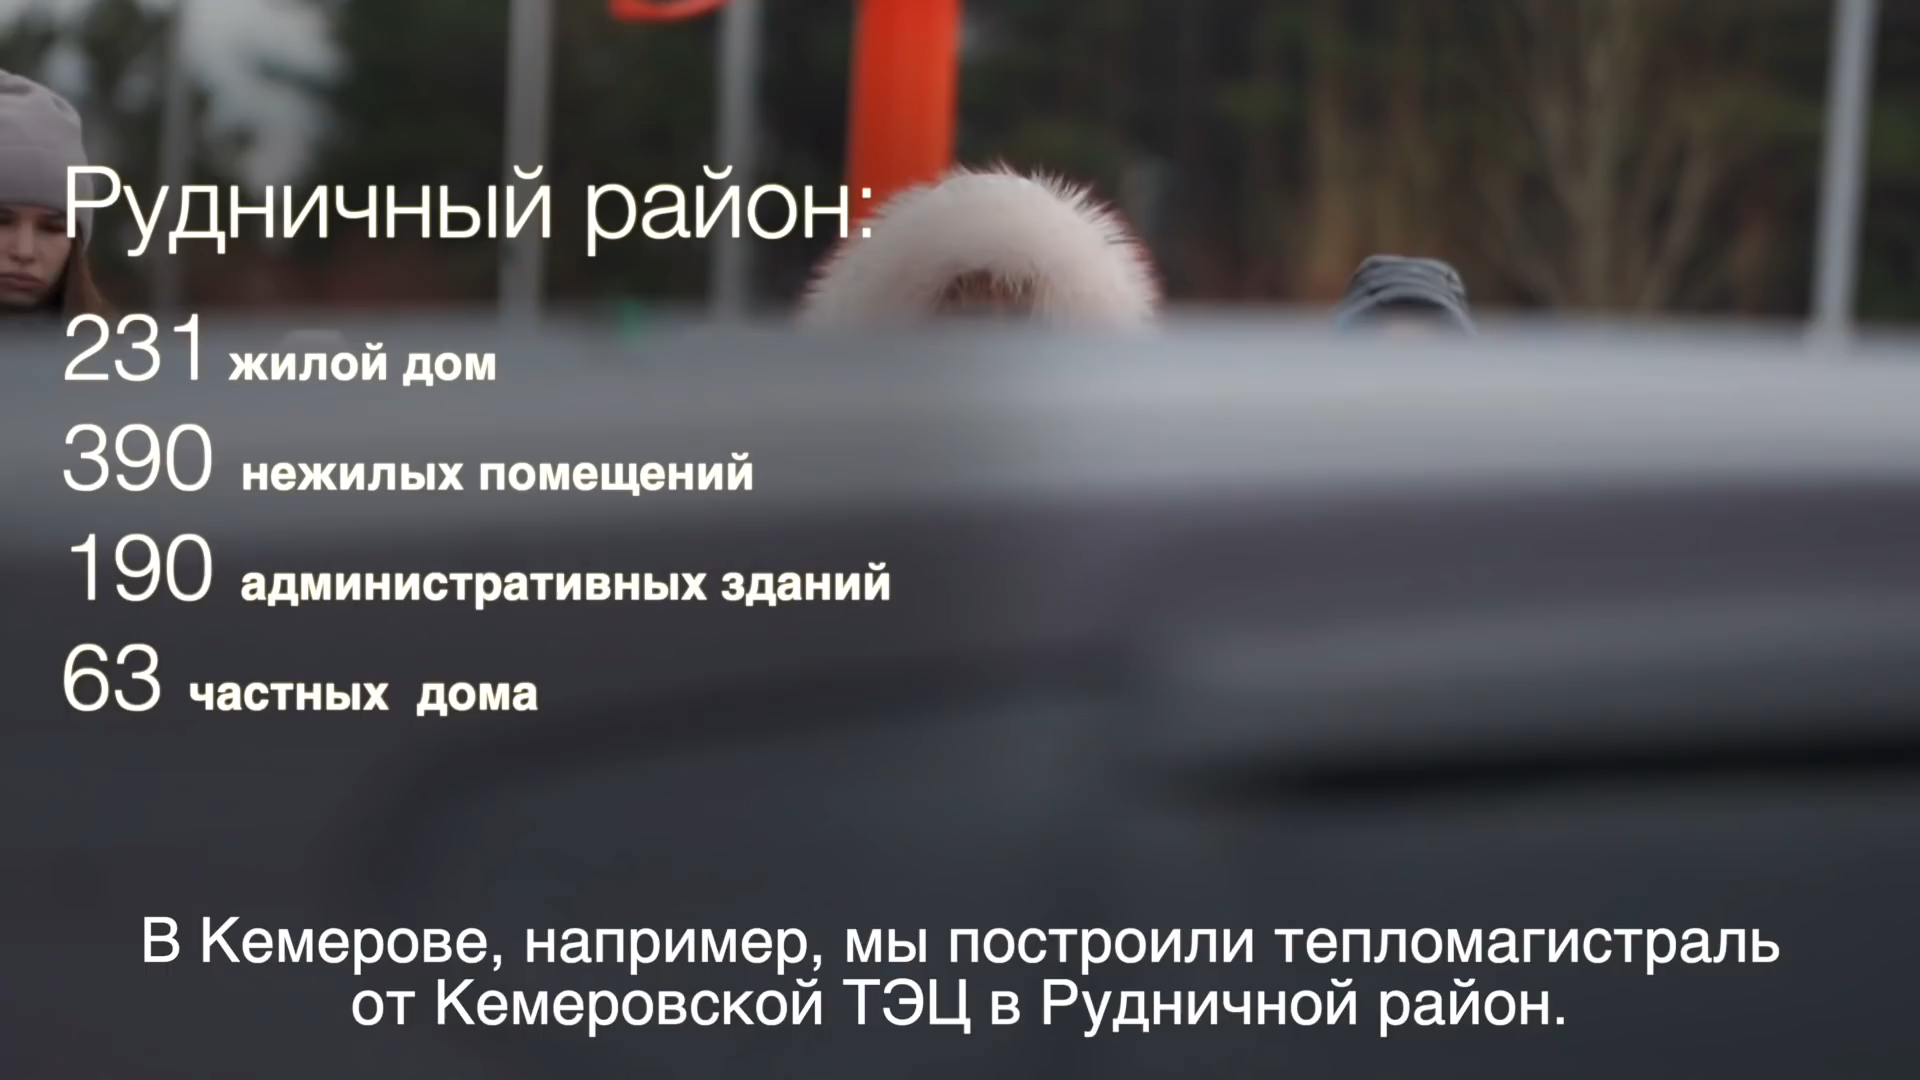 Рудничный район:
231 жилой дом
390 нежилых помещений
190 административных зданий
63 частных дома
В Кемерове, например, мы построили тепломагистраль
от Кемеровской ТЭЦ в Рудничной район.